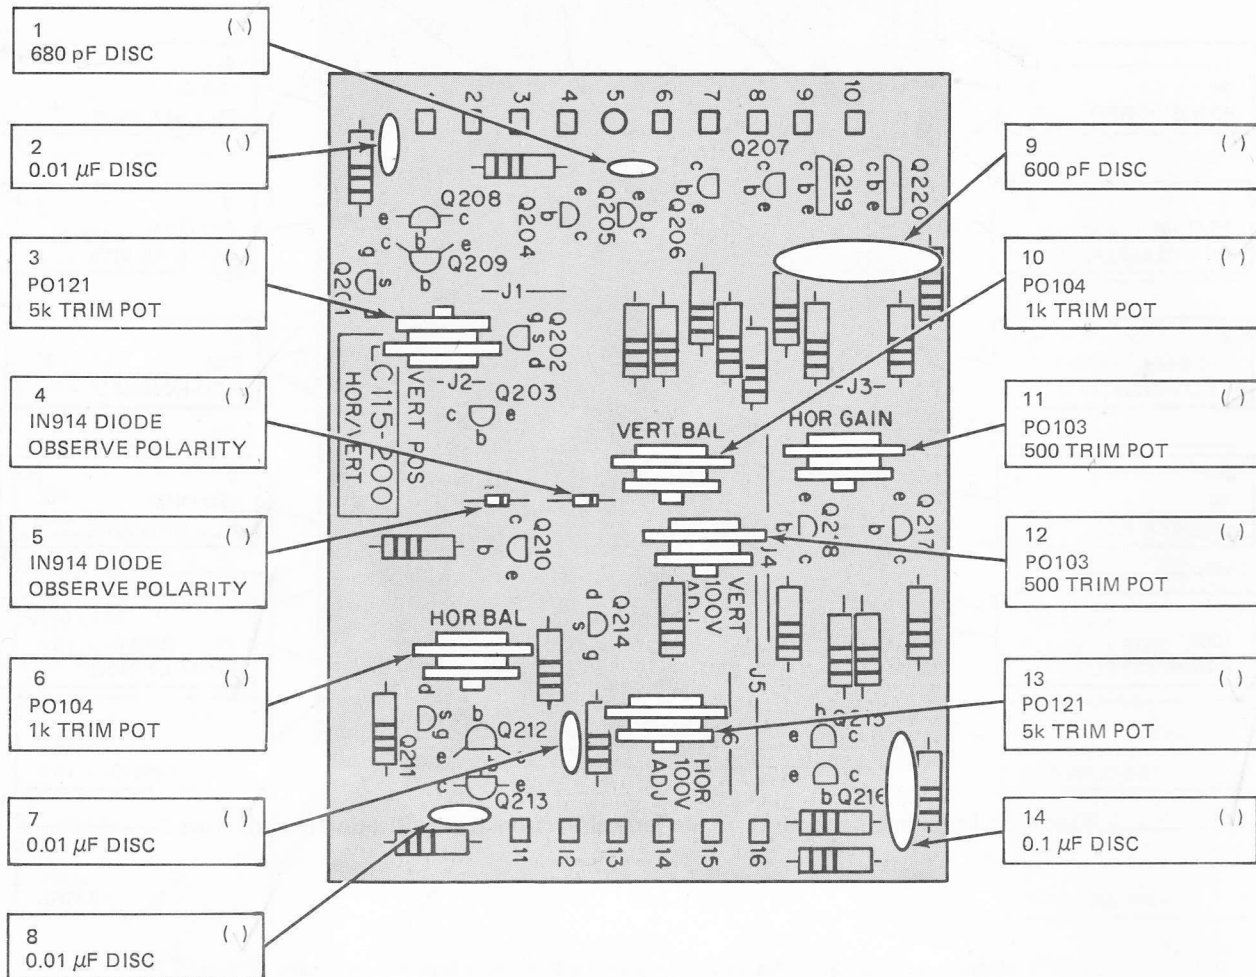 1 ( )
680 pF DISC
2 ( )
0.01 μF DISC
3 ( )
PO121
5k TRIM POT
4 ( )
IN914 DIODE
OBSERVE POLARITY
5 ( )
IN914 DIODE
OBSERVE POLARITY
6 ( )
PO104
1k TRIM POT
7 ( )
0.01 μF DISC
8 ( )
0.01 μF DISC
1 2 3 4 5 6 7 8 9 10
Q207
Q208
e c
b
Q204
b e c
Q205
e b c
Q206
b c e
c b e
c b e
Q219
c b e
Q220
c e
Q209
b
Q201
g s
J1
Q202
g s d
LC115-200
HOR/VERT
VERT POS
J2
Q203
c e
b
J3
VERT BAL
HOR GAIN
Q210
c b e
e b c
Q218
e b c
Q217
J4
VERT
100V
ADJ
d s g
Q214
HOR BAL
J5
d s g
Q211
b
Q212
e c
c b e
Q213
HOR
100V
ADJ
b
Q215
e c
e c
b
Q216
11 12 13 14 15 16
9 ( )
600 pF DISC
10 ( )
PO104
1k TRIM POT
11 ( )
PO103
500 TRIM POT
12 ( )
PO103
500 TRIM POT
13 ( )
PO121
5k TRIM POT
14 ( )
0.1 μF DISC